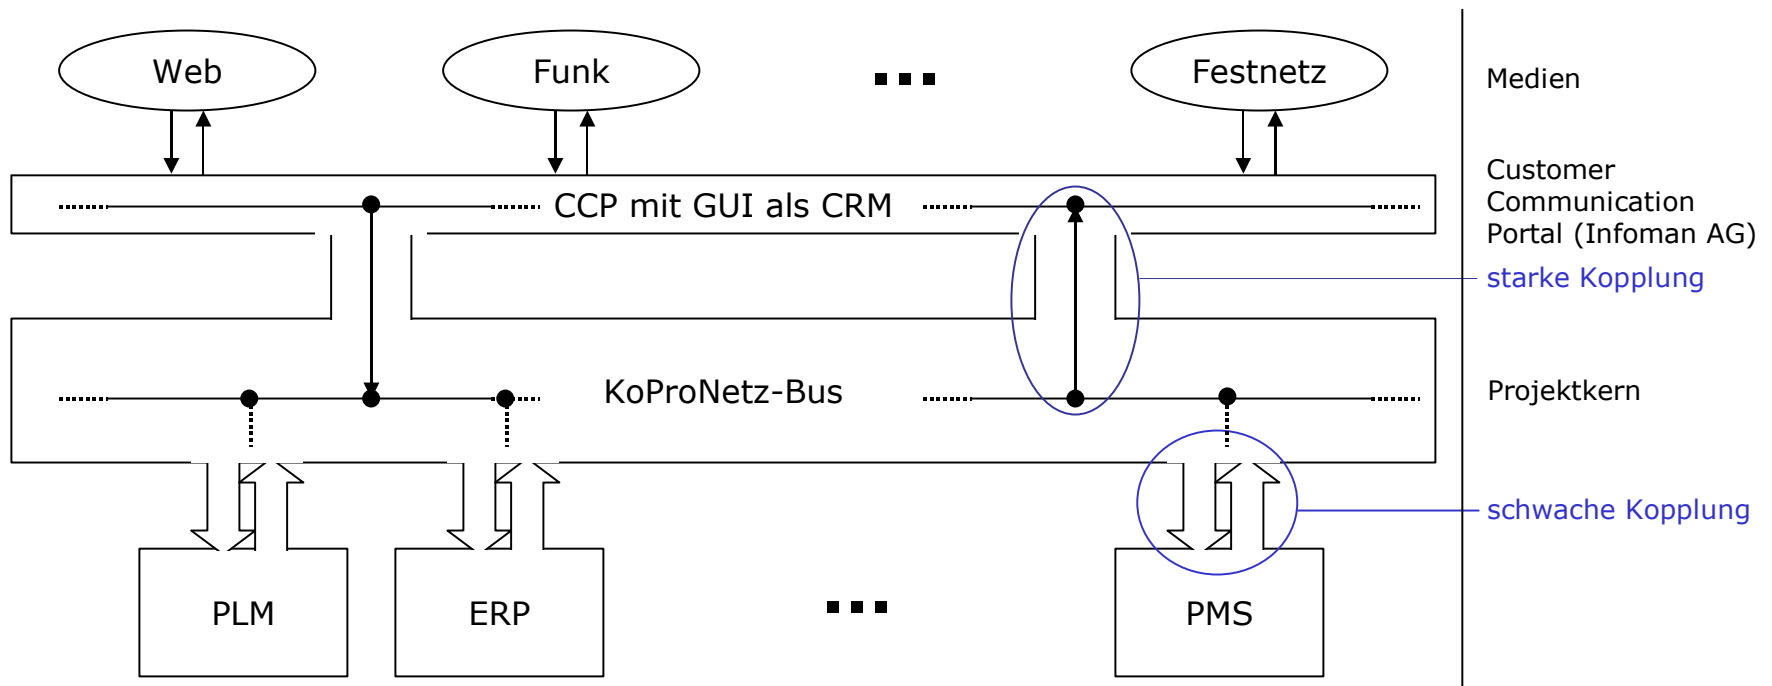 Web
Funk
Festnetz
Medien
CCP mit GUI als CRM
Customer
Communication
Portal (Infoman AG)
starke Kopplung
KoProNetz-Bus
Projektkern
schwache Kopplung
PLM
ERP
PMS